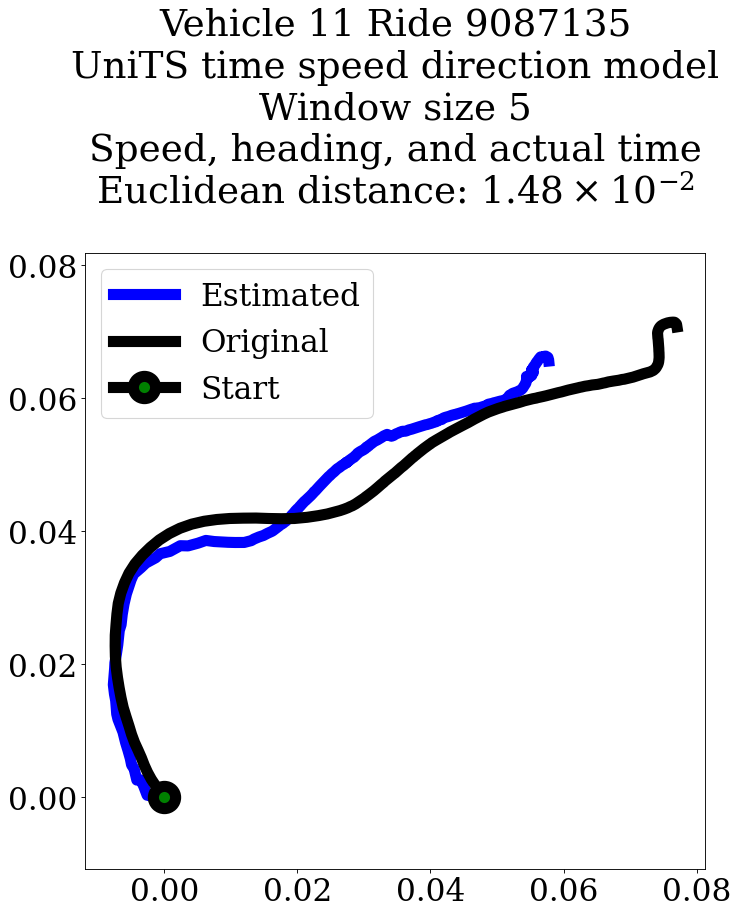 Vehicle 11 Ride 9087135
UniTS time speed direction model
Window size 5
Speed, heading, and actual time
Euclidean distance: 1.48 × 10⁻²
0.08
Estimated
Original
Start
0.06
0.04
0.02
0.00
0.00 0.02 0.04 0.06 0.08